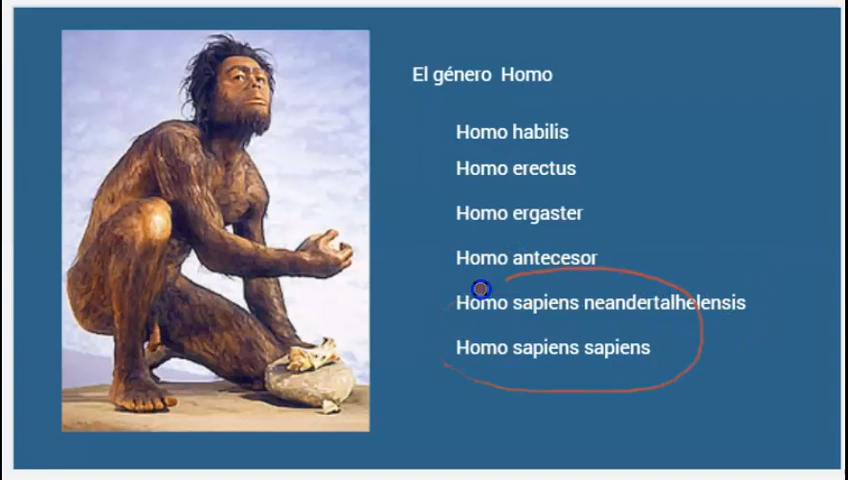 El género Homo
Homo habilis
Homo erectus
Homo ergaster
Homo antecesor
Homo sapiens neandertalhelensis
Homo sapiens sapiens